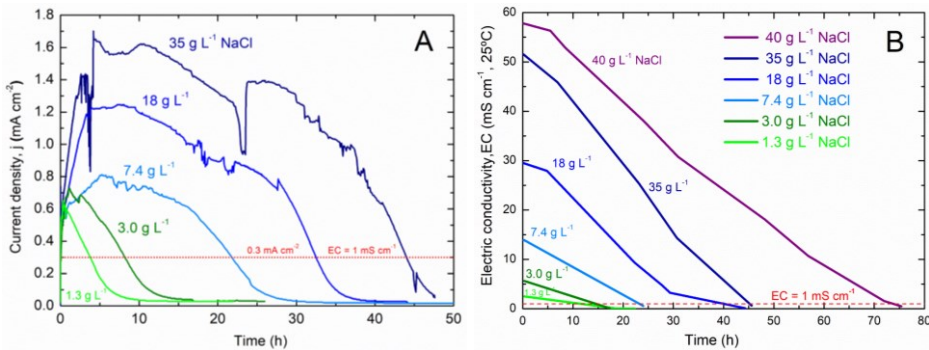 A
35 g L⁻¹ NaCl
18 g L⁻¹
7.4 g L⁻¹
3.0 g L⁻¹
1.3 g L⁻¹
0.3 mA cm⁻²
EC = 1 mS cm⁻¹
Current density, j (mA cm⁻²)
1.8
1.6
1.4
1.2
1.0
0.8
0.6
0.4
0.2
0.0
0 10 20 30 40 50
Time (h)
B
40 g L⁻¹ NaCl
35 g L⁻¹ NaCl
18 g L⁻¹ NaCl
7.4 g L⁻¹ NaCl
3.0 g L⁻¹ NaCl
1.3 g L⁻¹ NaCl
40 g L⁻¹ NaCl
35 g L⁻¹
18 g L⁻¹
7.4 g L⁻¹
3.0 g L⁻¹
1.3 g L⁻¹
EC = 1 mS cm⁻¹
Electric conductivity, EC (mS cm⁻¹, 25ºC)
60
50
40
30
20
10
0
0 10 20 30 40 50 60 70 80
Time (h)